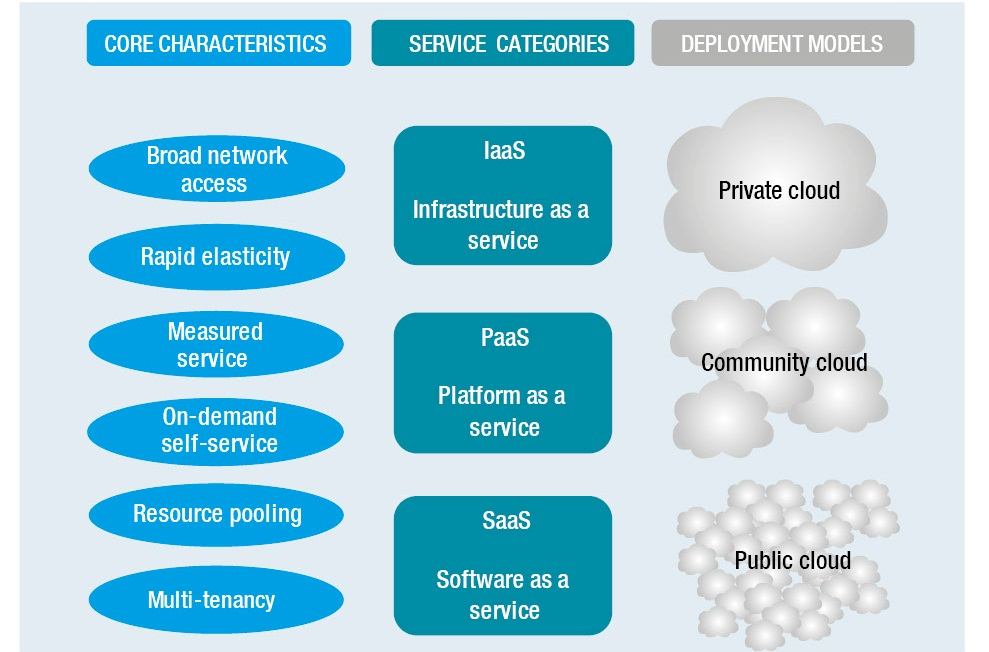 CORE CHARACTERISTICS
SERVICE CATEGORIES
DEPLOYMENT MODELS
Broad network
access
Rapid elasticity
Measured
service
On-demand
self-service
Resource pooling
Multi-tenancy
IaaS
Infrastructure as a
service
PaaS
Platform as a
service
SaaS
Software as a
service
Private cloud
Community cloud
Public cloud